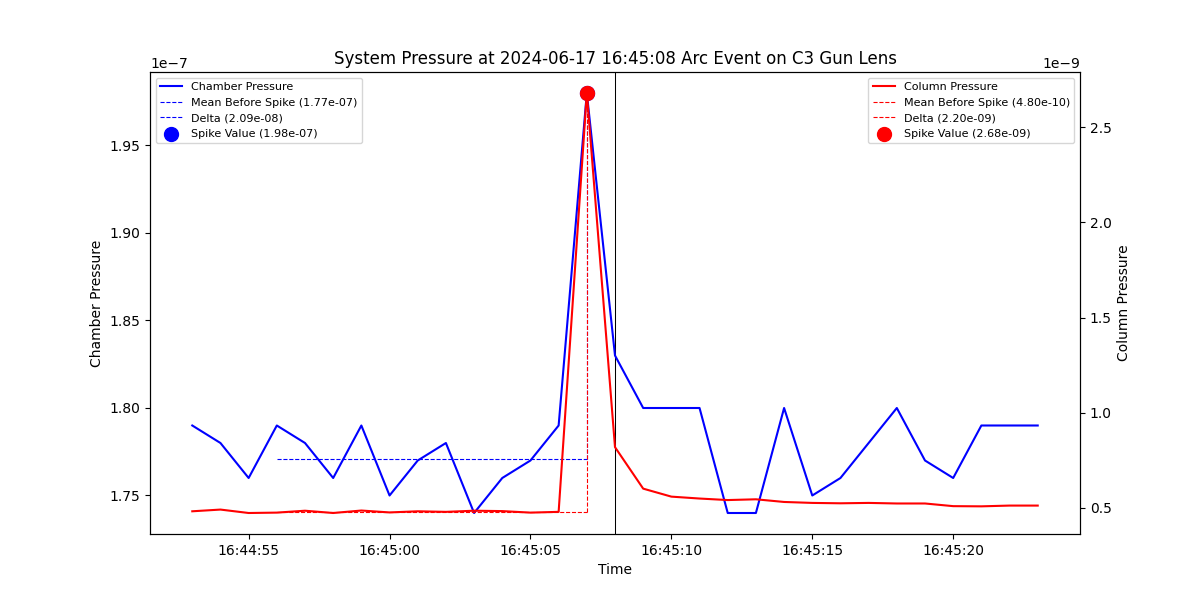 System Pressure at 2024-06-17 16:45:08 Arc Event on C3 Gun Lens
1e−7
1e−9
Chamber Pressure
Mean Before Spike (1.77e-07)
Delta (2.09e-08)
Spike Value (1.98e-07)
Column Pressure
Mean Before Spike (4.80e-10)
Delta (2.20e-09)
Spike Value (2.68e-09)
Chamber Pressure
1.95
1.90
1.85
1.80
1.75
2.5
2.0
1.5
1.0
0.5
Column Pressure
16:44:55
16:45:00
16:45:05
16:45:10
16:45:15
16:45:20
Time